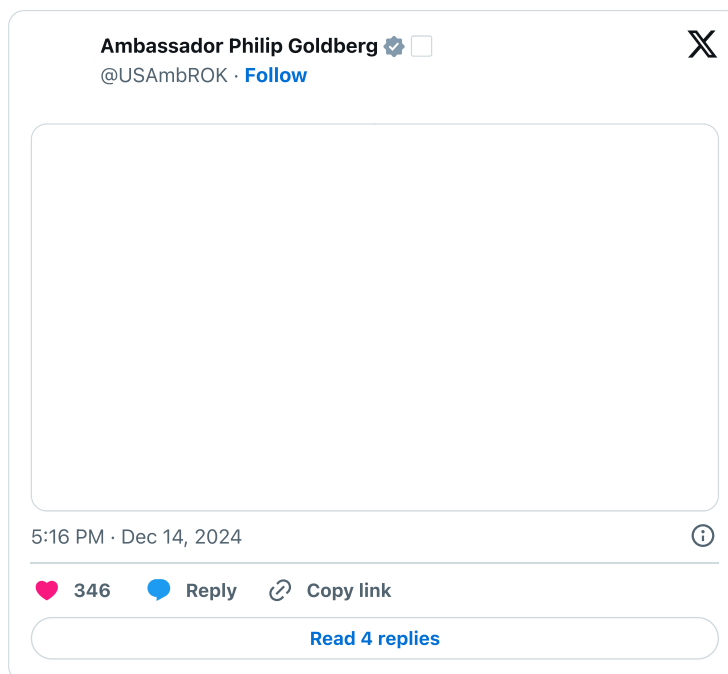 Ambassador Philip Goldberg
@USAmbROK · Follow
5:16 PM · Dec 14, 2024
346 Reply Copy link
Read 4 replies